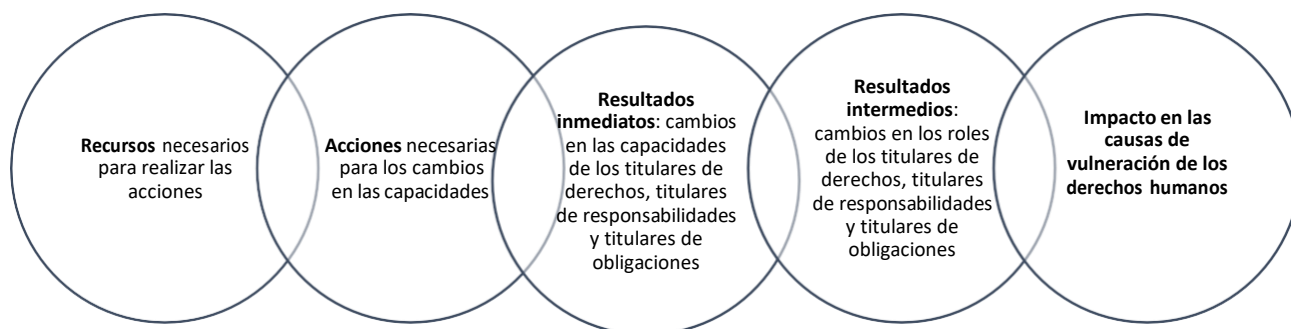 Recursos necesarios
para realizar las
acciones
Acciones necesarias
para los cambios
en las capacidades
Resultados
inmediatos: cambios
en las capacidades
de los titulares de
derechos, titulares
de responsabilidades
y titulares de
obligaciones
Resultados
intermedios:
cambios en los roles
de los titulares de
derechos, titulares
de responsabilidades
y titulares de
obligaciones
Impacto en las
causas de
vulneración de los
derechos humanos